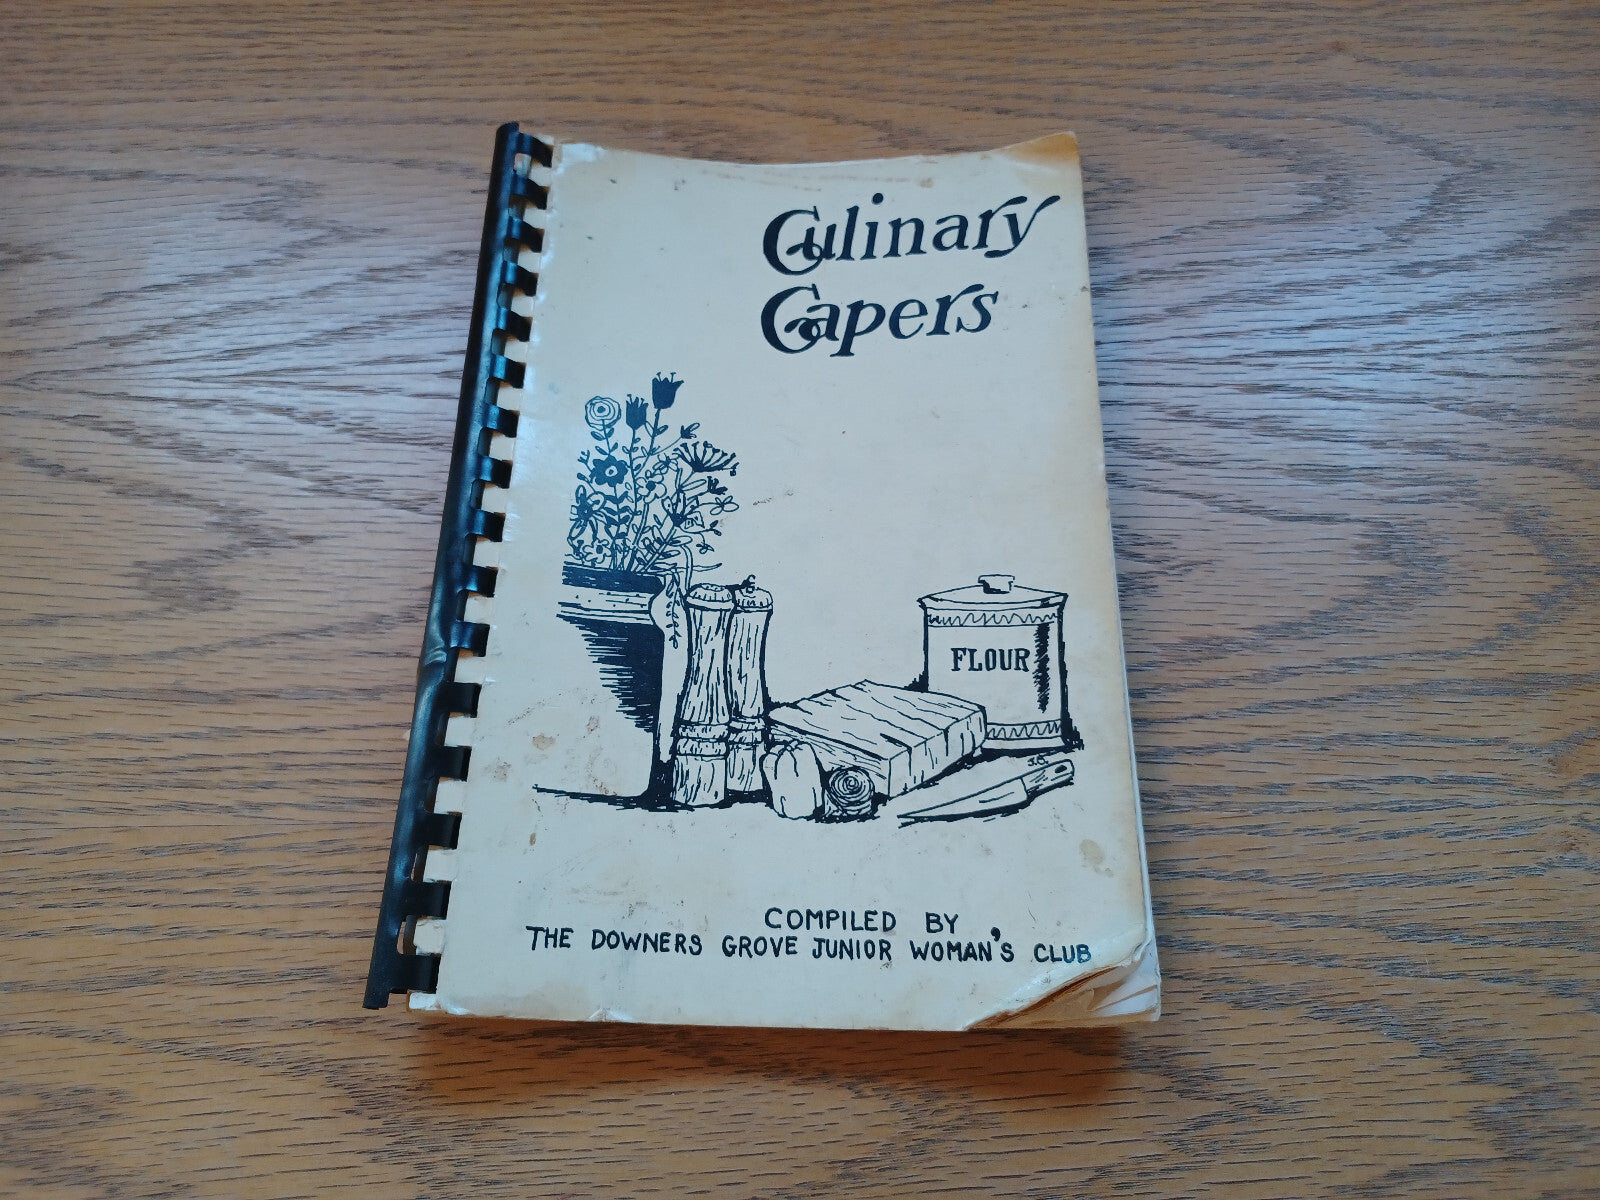 Culinary
Capers
FLOUR
COMPILED BY
THE DOWNERS GROVE JUNIOR WOMAN'S CLUB